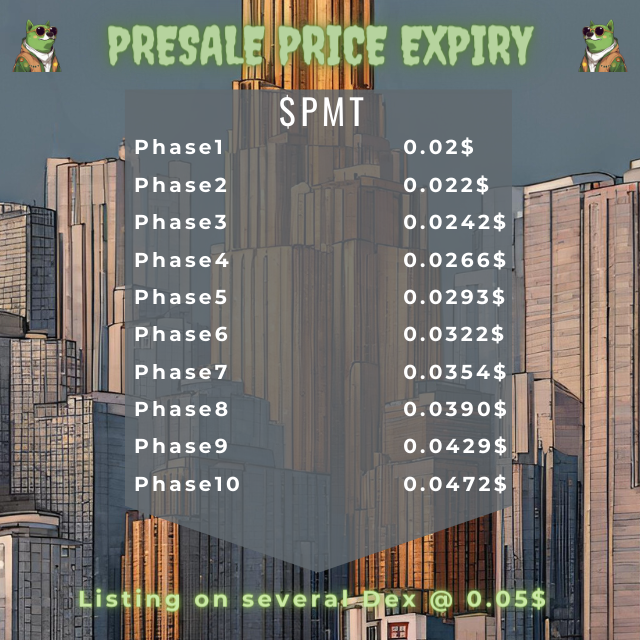 PRESALE PRICE EXPIRY
$PMT
Phase1 0.02$
Phase2 0.022$
Phase3 0.0242$
Phase4 0.0266$
Phase5 0.0293$
Phase6 0.0322$
Phase7 0.0354$
Phase8 0.0390$
Phase9 0.0429$
Phase10 0.0472$
Listing on several Dex @ 0.05$